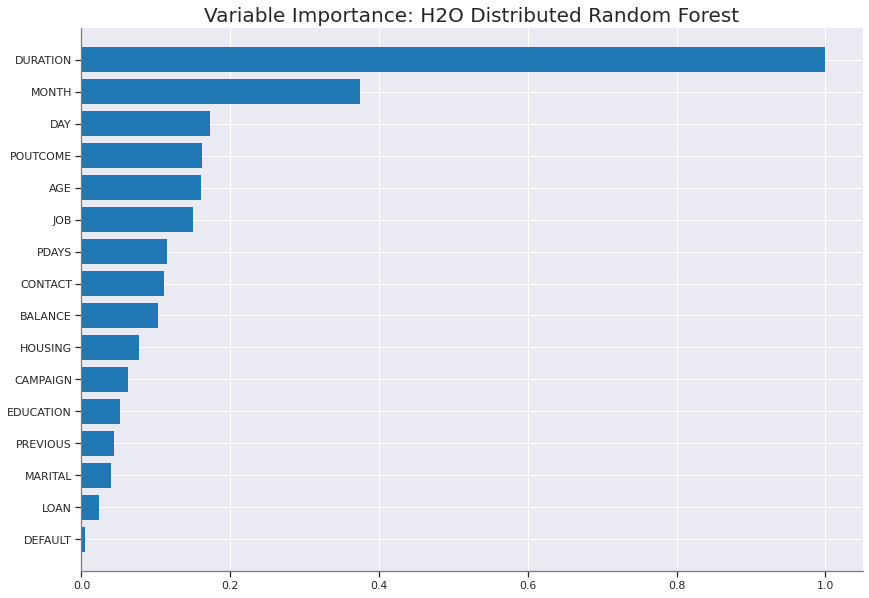 Variable Importance: H2O Distributed Random Forest
DURATION
MONTH
DAY
POUTCOME
AGE
JOB
PDAYS
CONTACT
BALANCE
HOUSING
CAMPAIGN
EDUCATION
PREVIOUS
MARITAL
LOAN
DEFAULT
0.0 0.2 0.4 0.6 0.8 1.0